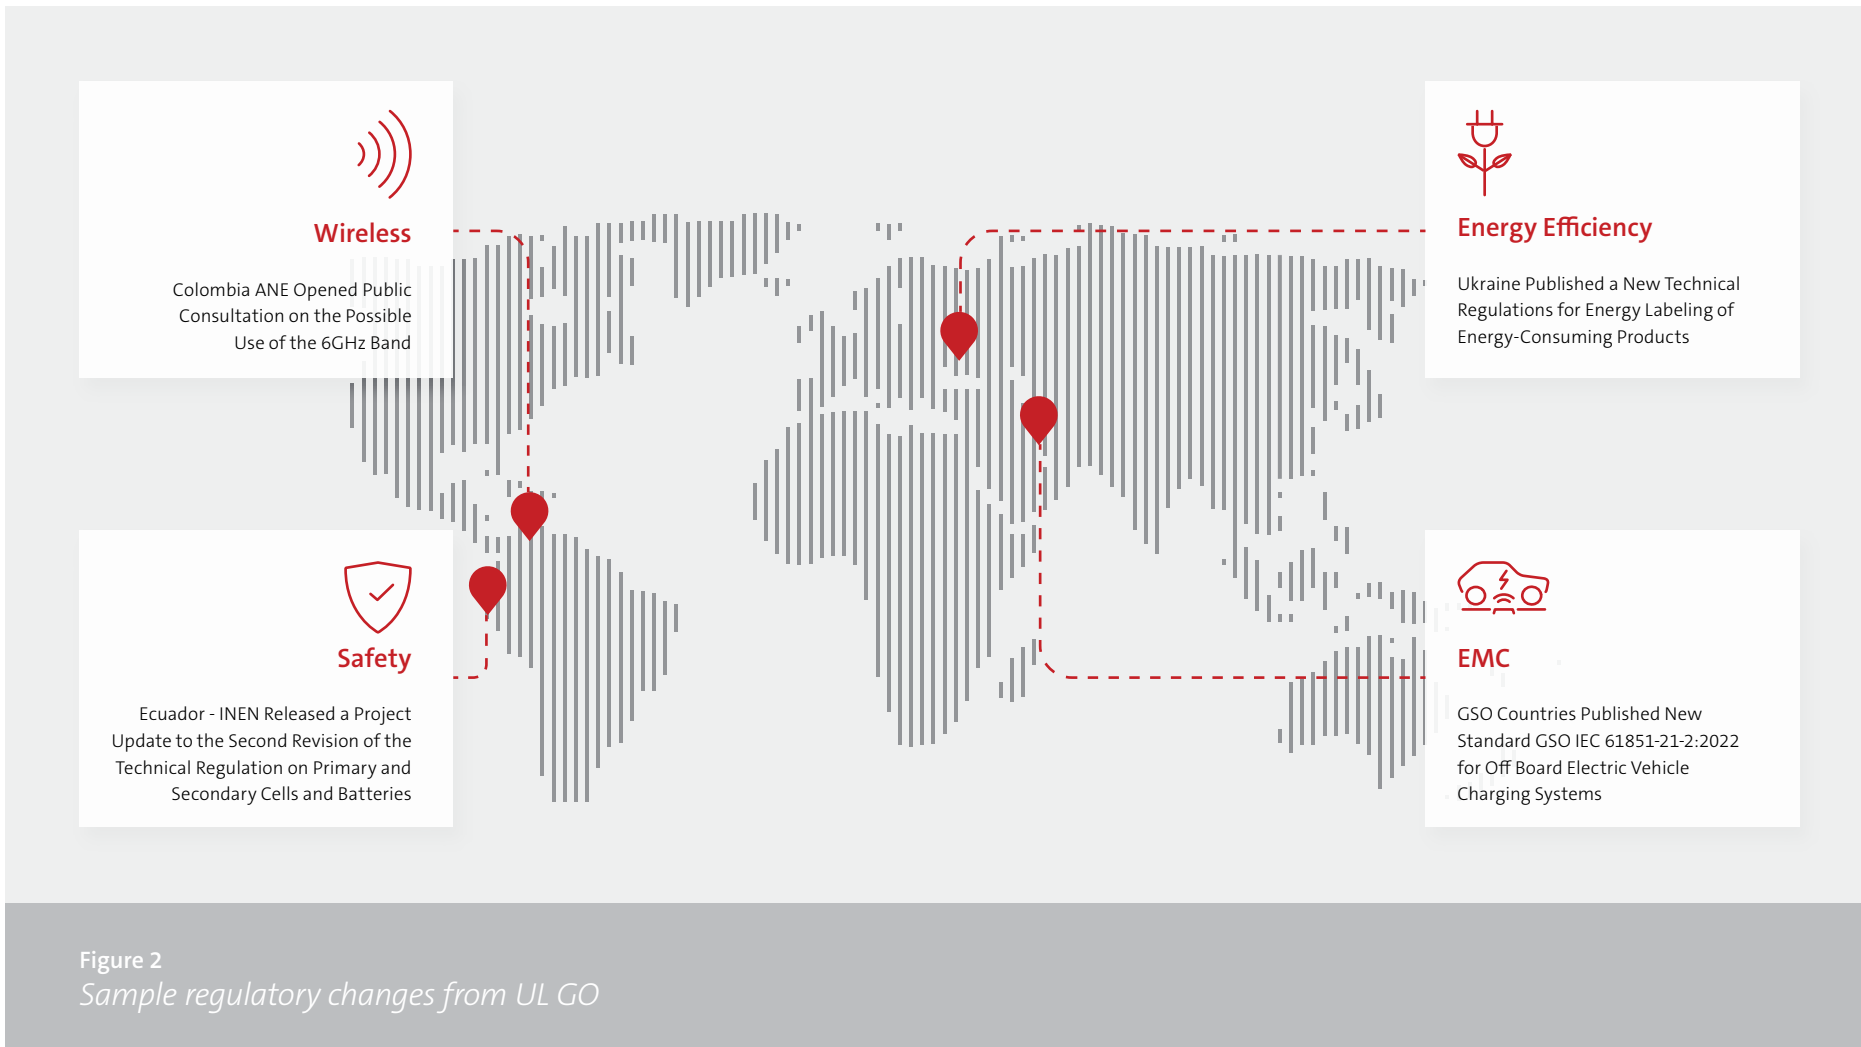 Wireless
Colombia ANE Opened Public
Consultation on the Possible
Use of the 6GHz Band
Energy Efficiency
Ukraine Published a New Technical
Regulations for Energy Labeling of
Energy-Consuming Products
Safety
Ecuador - INEN Released a Project
Update to the Second Revision of the
Technical Regulation on Primary and
Secondary Cells and Batteries
EMC
GSO Countries Published New
Standard GSO IEC 61851-21-2:2022
for Off Board Electric Vehicle
Charging Systems
Figure 2
Sample regulatory changes from UL GO